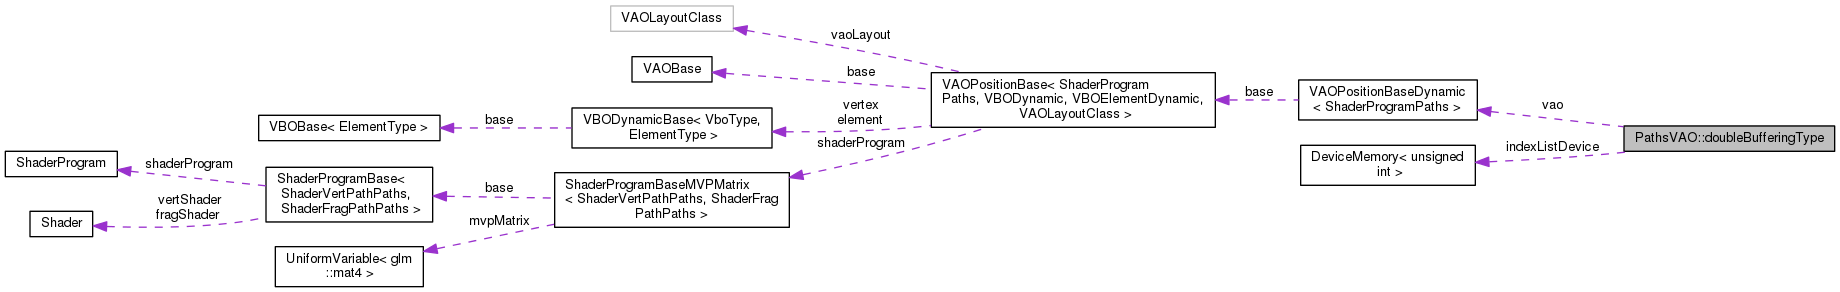 VAOLayoutClass
vaoLayout
VAOBase
base
VAOPositionBase< ShaderProgram
Paths, VBODynamic, VBOElementDynamic,
VAOLayoutClass >
base
VAOPositionBaseDynamic
< ShaderProgramPaths >
vao
PathsVAO::doubleBufferingType
VBOBase< ElementType >
base
VBODynamicBase< VboType,
ElementType >
vertex
element
shaderProgram
indexListDevice
DeviceMemory< unsigned
int >
ShaderProgram
shaderProgram
ShaderProgramBase<
ShaderVertPathPaths,
ShaderFragPathPaths >
base
ShaderProgramBaseMVPMatrix
< ShaderVertPathPaths, ShaderFrag
PathPaths >
Shader
vertShader
fragShader
mvpMatrix
UniformVariable< glm
::mat4 >